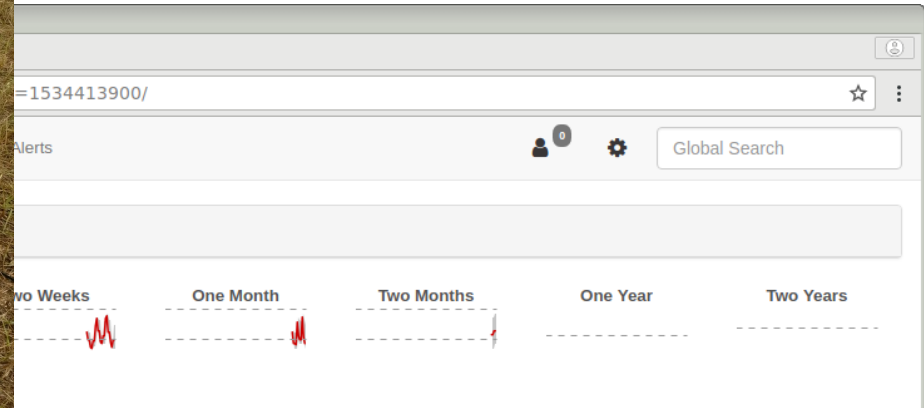 =1534413900/
Alerts
0
Global Search
wo Weeks
One Month
Two Months
One Year
Two Years